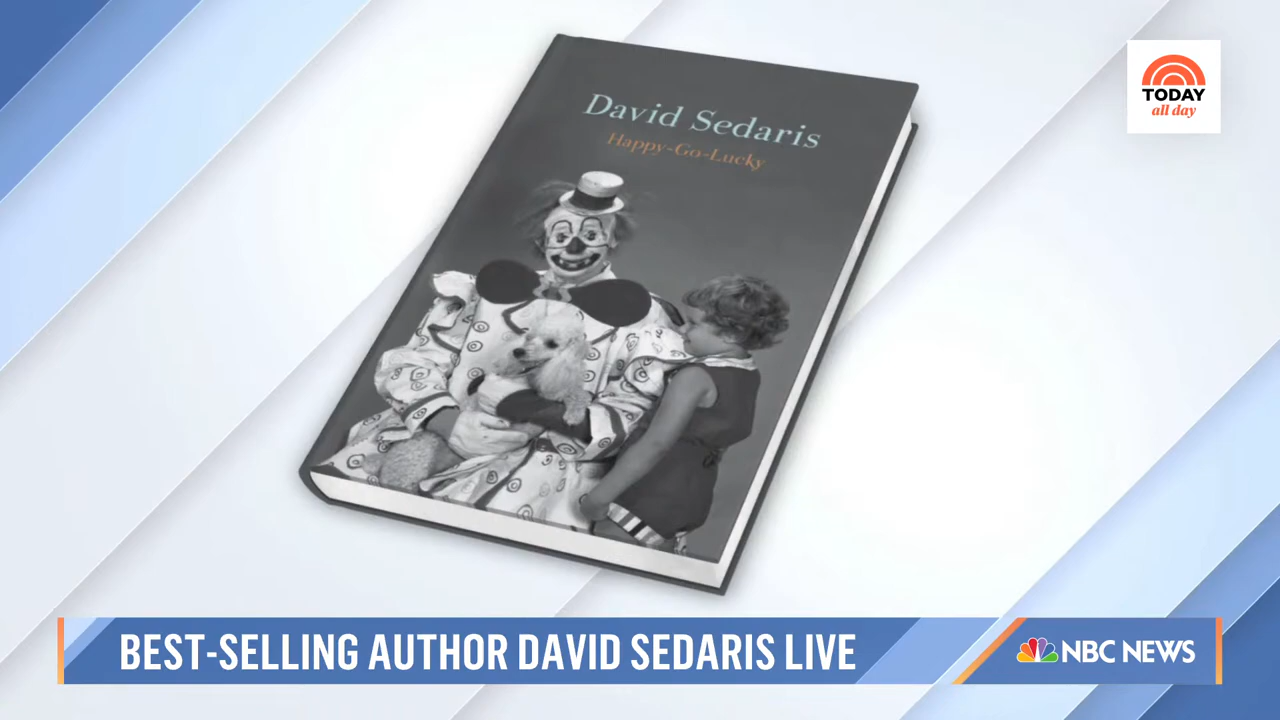 David Sedaris
Happy-Go-Lucky
TODAY
all day
BEST-SELLING AUTHOR DAVID SEDARIS LIVE
NBC NEWS